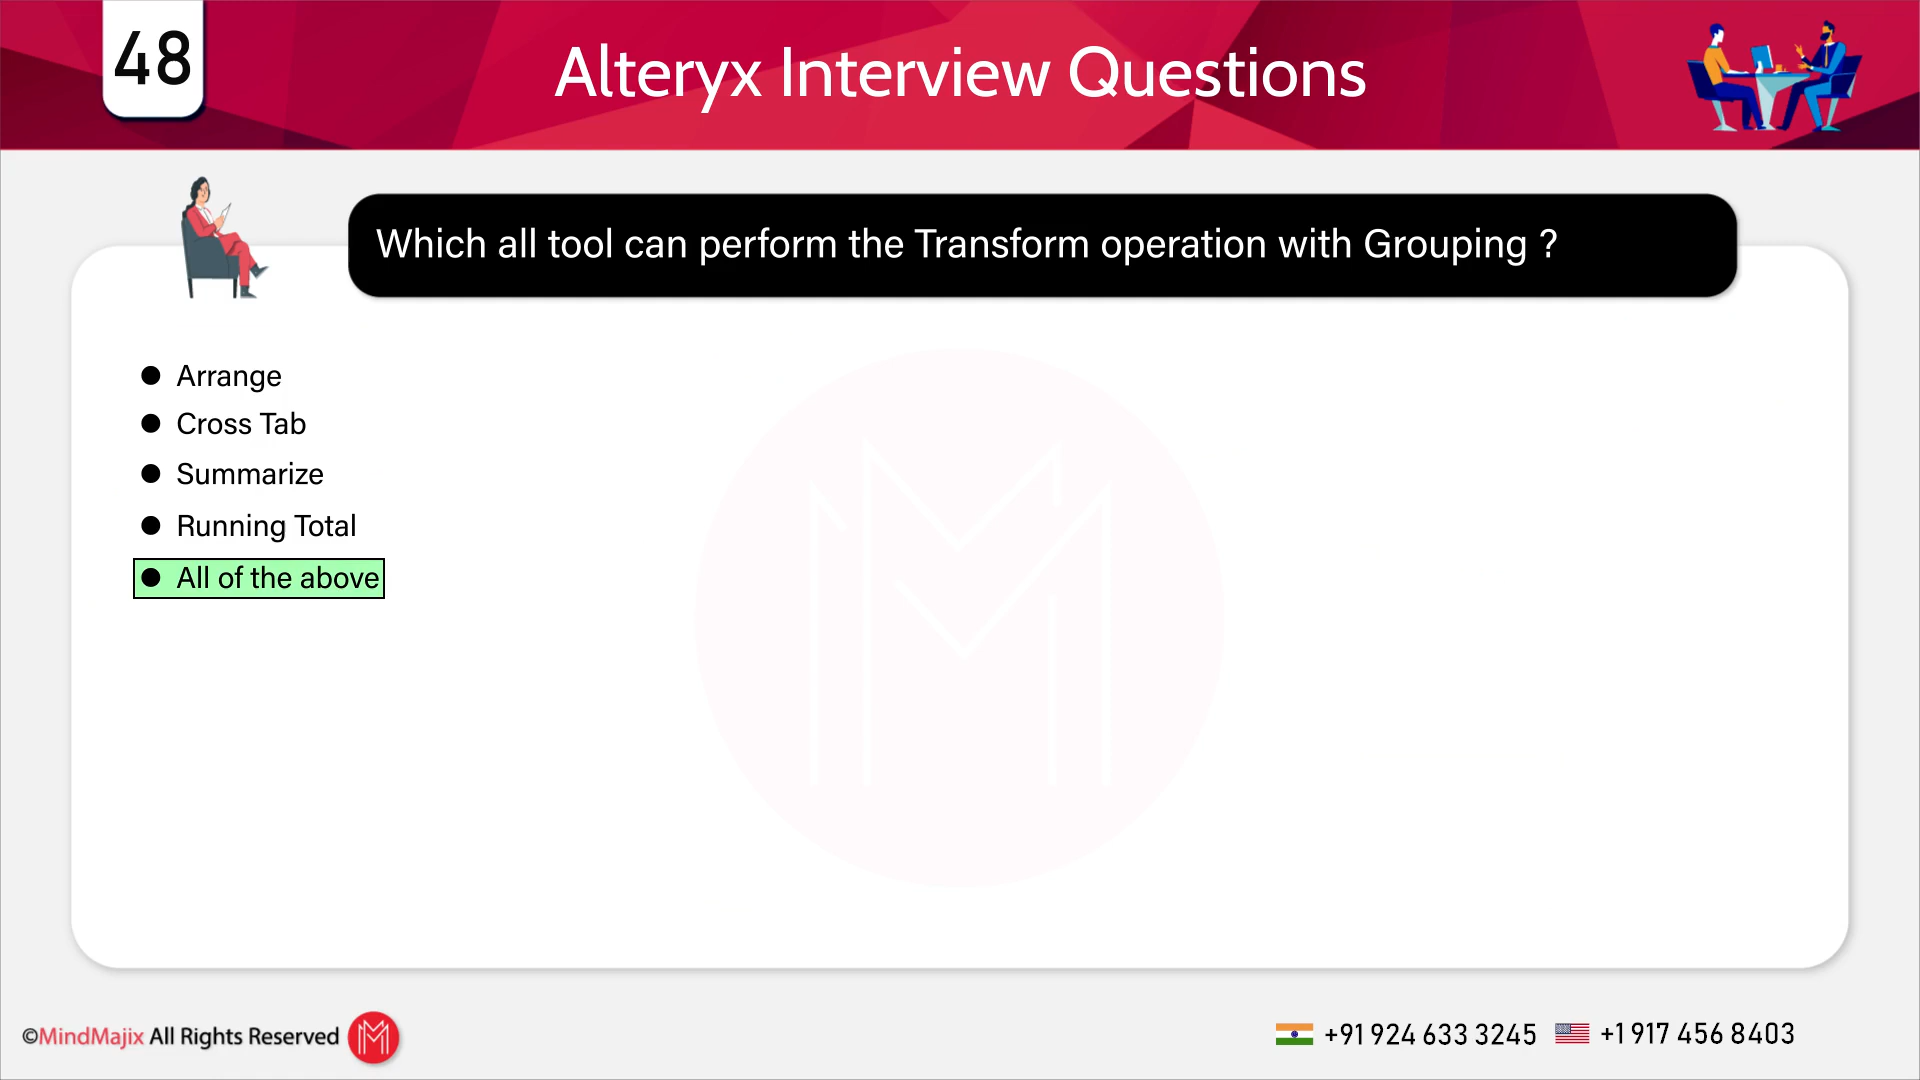 48
Alteryx Interview Questions
Which all tool can perform the Transform operation with Grouping ?
● Arrange
● Cross Tab
● Summarize
● Running Total
● All of the above
©MindMajix All Rights Reserved
+91 924 633 3245 +1 917 456 8403